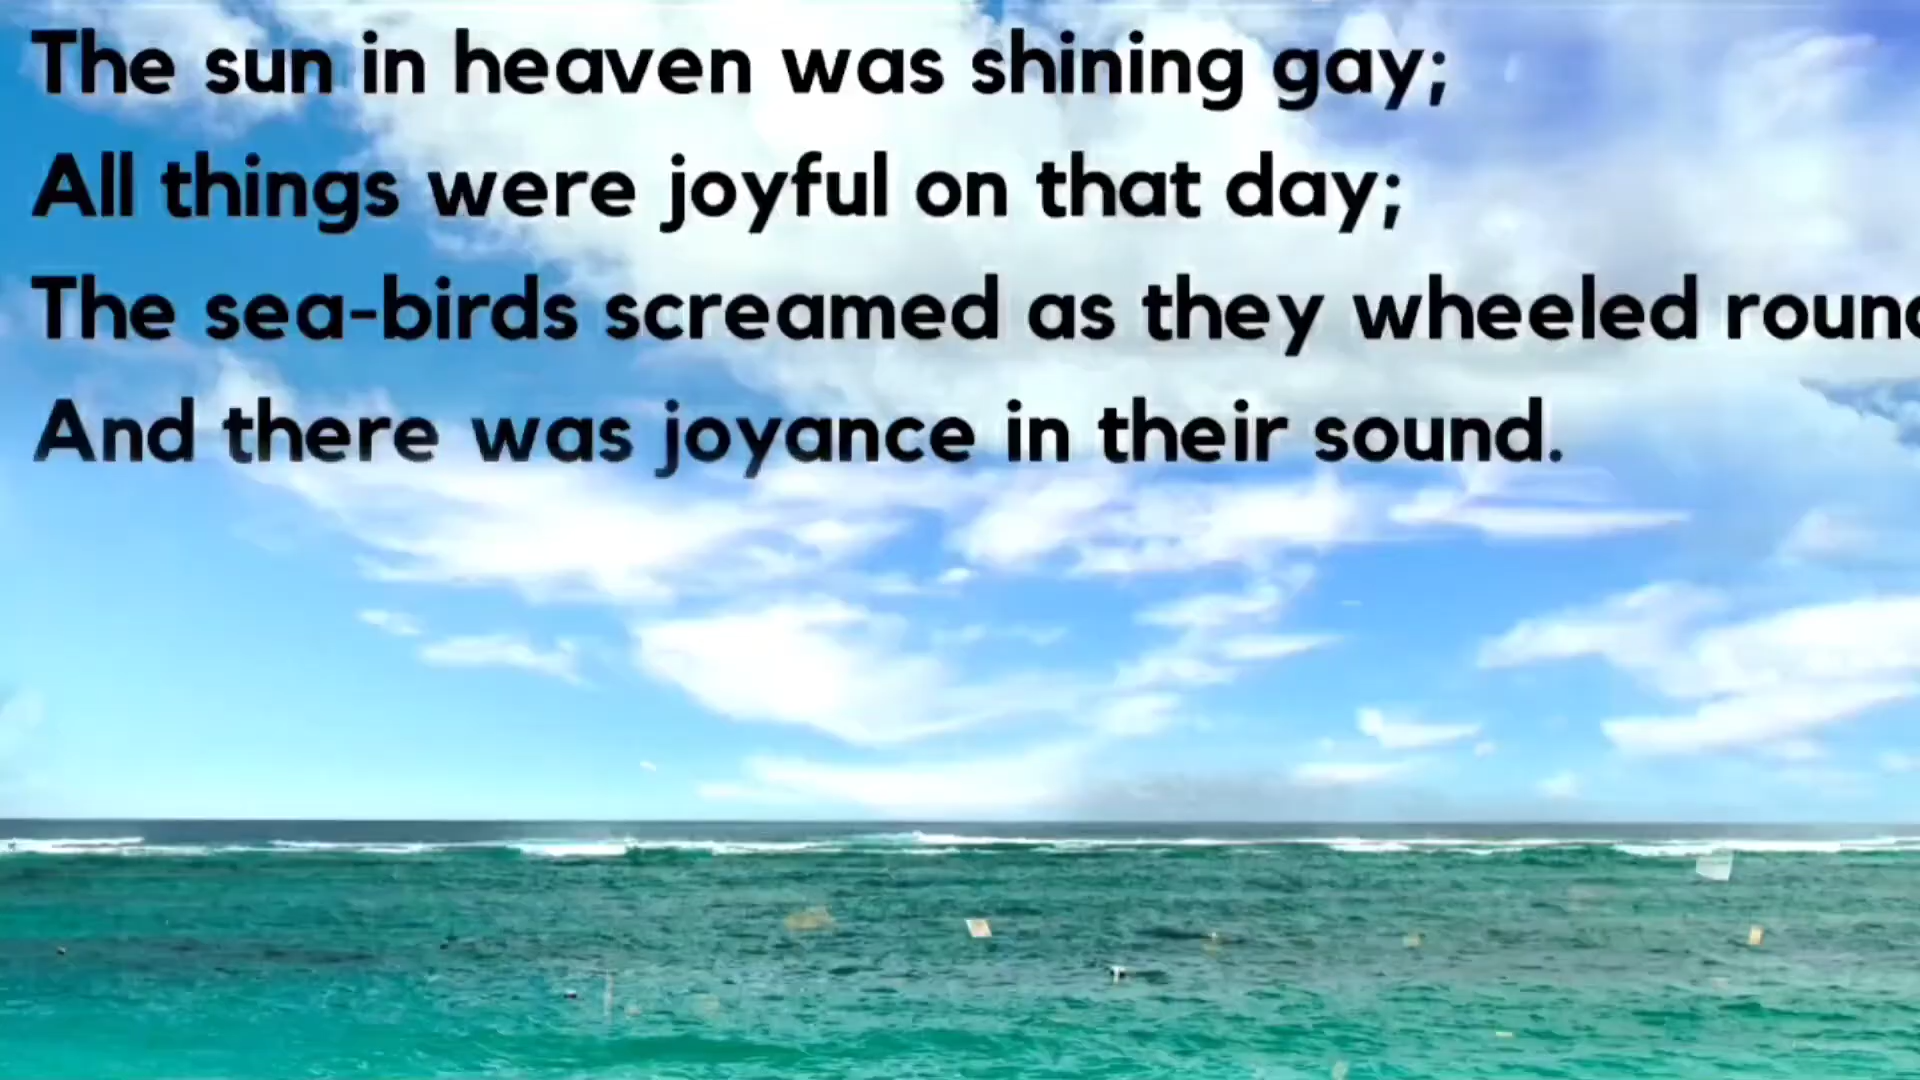 The sun in heaven was shining gay;
All things were joyful on that day;
The sea-birds screamed as they wheeled round
And there was joyance in their sound.